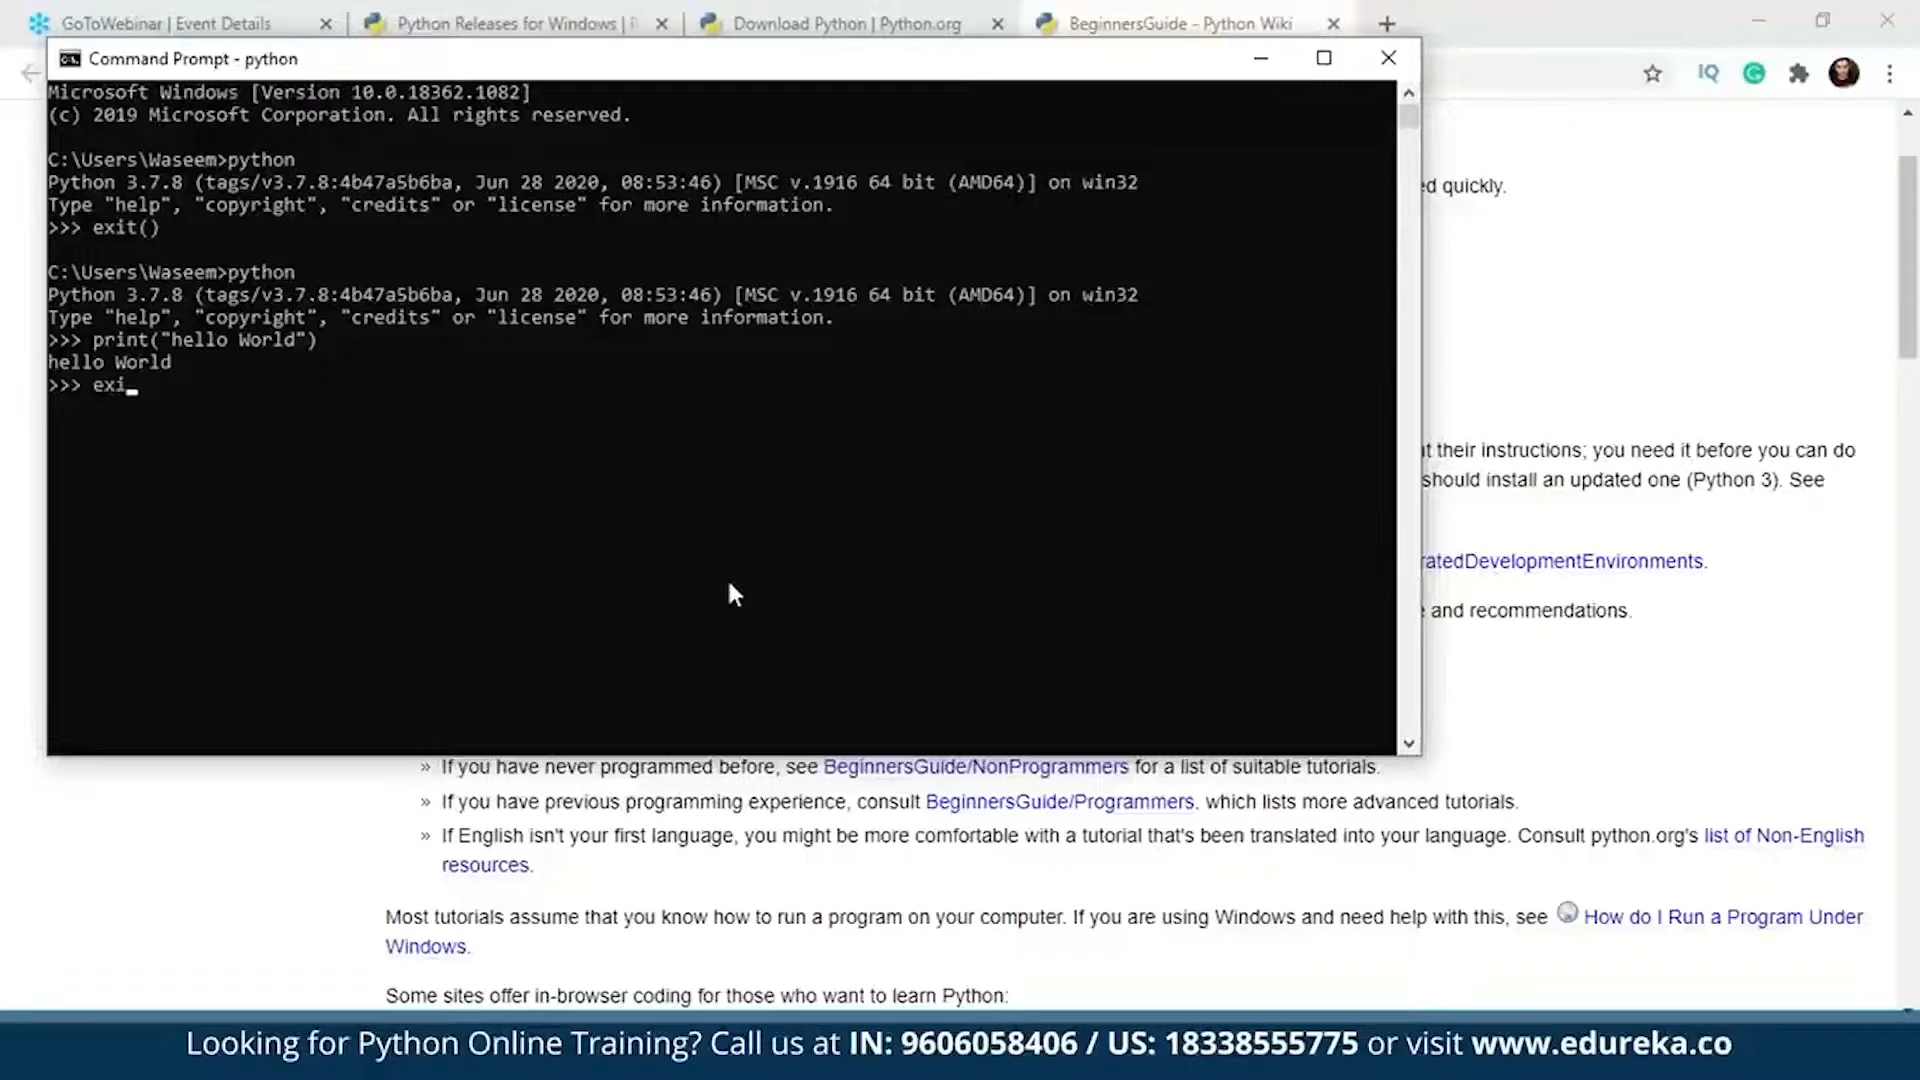 GoToWebinar | Event Details
Python Releases for Windows |
Download Python | Python.org
BeginnersGuide - Python Wiki
Command Prompt - python
IQ
Microsoft Windows [Version 10.0.18362.1082]
(c) 2019 Microsoft Corporation. All rights reserved.
C:\Users\Waseem>python
Python 3.7.8 (tags/v3.7.8:4b47a5b6ba, Jun 28 2020, 08:53:46) [MSC v.1916 64 bit (AMD64)] on win32
Type "help", "copyright", "credits" or "license" for more information.
>>> exit()
C:\Users\Waseem>python
Python 3.7.8 (tags/v3.7.8:4b47a5b6ba, Jun 28 2020, 08:53:46) [MSC v.1916 64 bit (AMD64)] on win32
Type "help", "copyright", "credits" or "license" for more information.
>>> print("hello World")
hello World
>>> exi
quickly.
their instructions; you need it before you can do
should install an updated one (Python 3). See
ratedDevelopmentEnvironments.
and recommendations.
» If you have never programmed before, see BeginnersGuide/NonProgrammers for a list of suitable tutorials.
» If you have previous programming experience, consult BeginnersGuide/Programmers, which lists more advanced tutorials.
» If English isn't your first language, you might be more comfortable with a tutorial that's been translated into your language. Consult python.org's list of Non-English
resources.
Most tutorials assume that you know how to run a program on your computer. If you are using Windows and need help with this, see How do I Run a Program Under
Windows.
Some sites offer in-browser coding for those who want to learn Python:
Looking for Python Online Training? Call us at IN: 9606058406 / US: 18338555775 or visit www.edureka.co